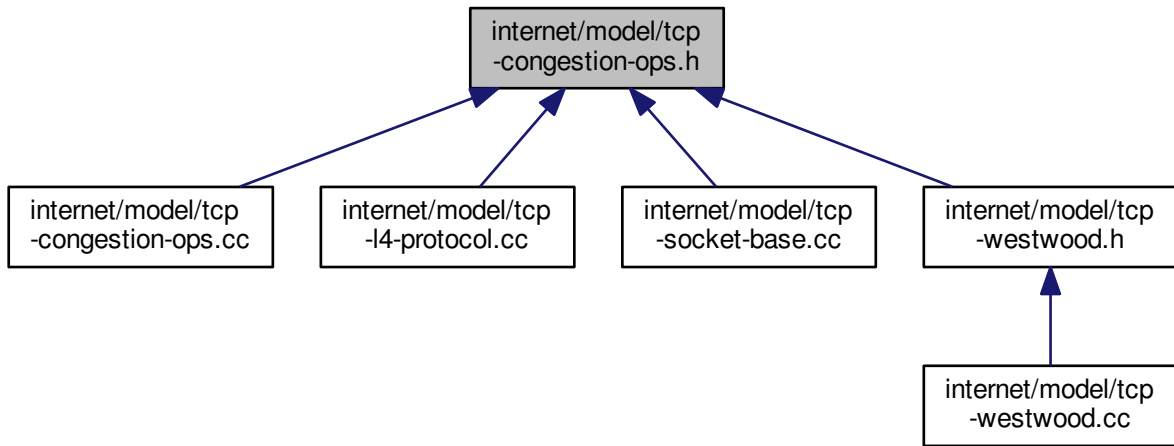 internet/model/tcp
-congestion-ops.h
internet/model/tcp
-congestion-ops.cc
internet/model/tcp
-l4-protocol.cc
internet/model/tcp
-socket-base.cc
internet/model/tcp
-westwood.h
internet/model/tcp
-westwood.cc